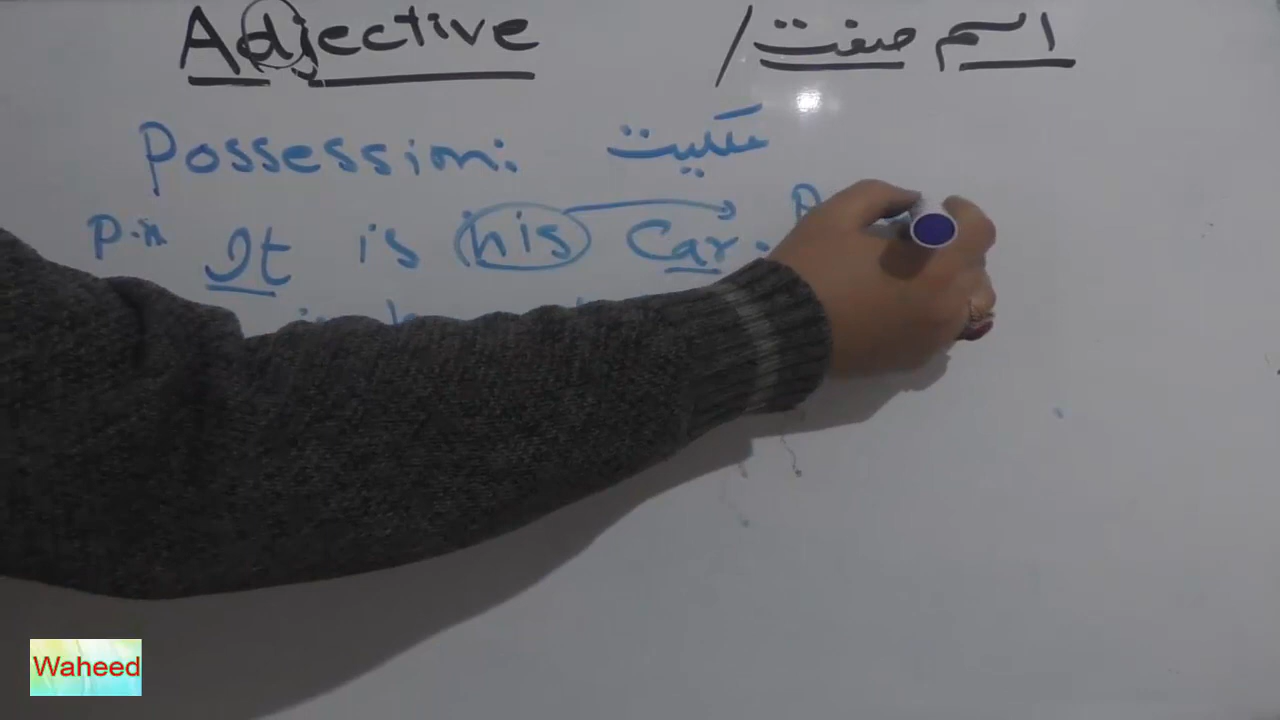 Adjective / اسم صفت
Possession: ملکیت
P.n It is his Car.
Waheed